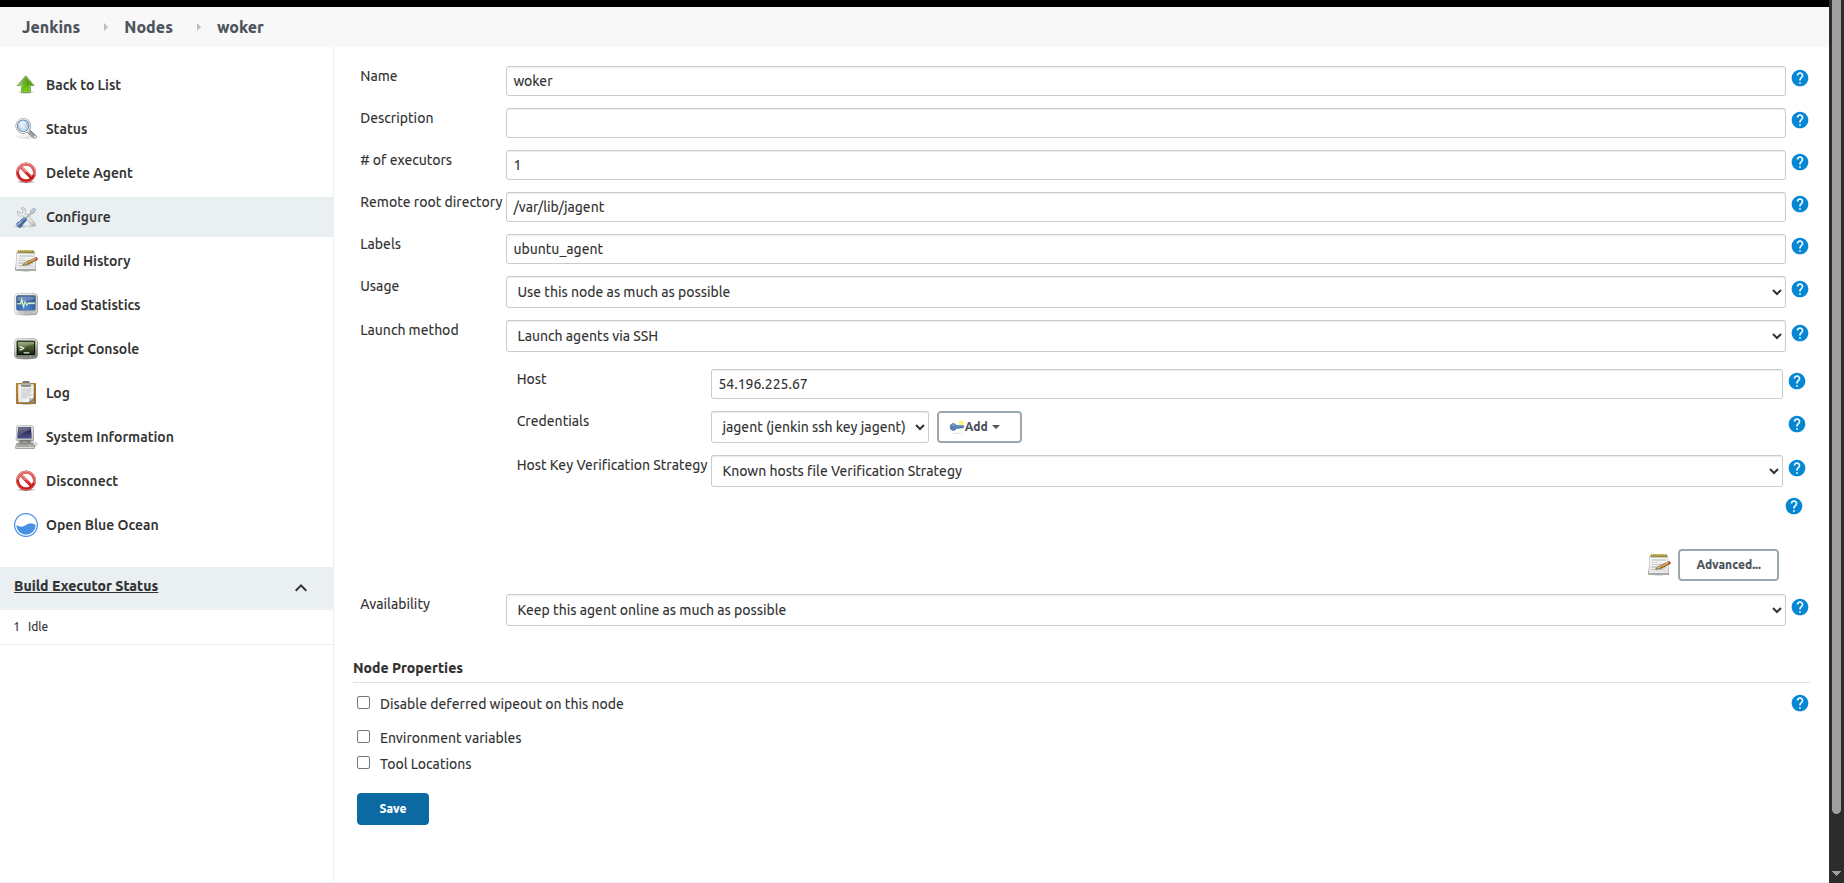 Jenkins
Nodes
woker
Back to List
Status
Delete Agent
Configure
Build History
Load Statistics
Script Console
Log
System Information
Disconnect
Open Blue Ocean
Build Executor Status
1 Idle
Name
woker
?
Description
?
# of executors
1
?
Remote root directory
/var/lib/jagent
?
Labels
ubuntu_agent
?
Usage
Use this node as much as possible
?
Launch method
Launch agents via SSH
?
Host
54.196.225.67
?
Credentials
jagent (jenkin ssh key jagent)
Add
?
Host Key Verification Strategy
Known hosts file Verification Strategy
?
?
Advanced...
Availability
Keep this agent online as much as possible
?
Node Properties
Disable deferred wipeout on this node
?
Environment variables
Tool Locations
Save